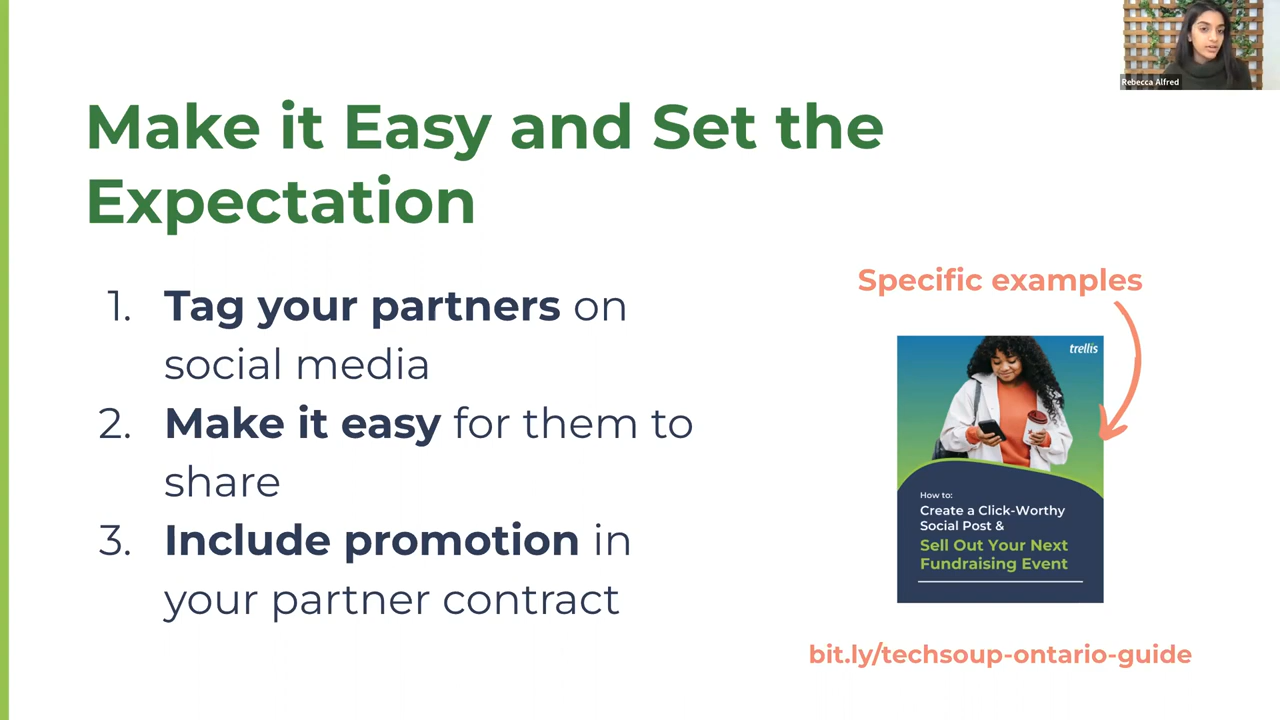 Rebecca Alfred
Make it Easy and Set the
Expectation
1. Tag your partners on
social media
2. Make it easy for them to
share
3. Include promotion in
your partner contract
Specific examples
trellis
How to:
Create a Click-Worthy
Social Post &
Sell Out Your Next
Fundraising Event
bit.ly/techsoup-ontario-guide